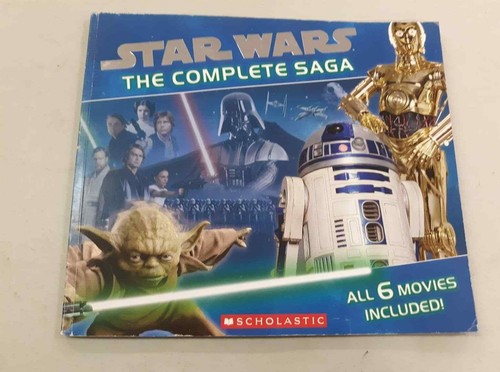 STAR WARS
THE COMPLETE SAGA
ALL 6 MOVIES
INCLUDED!
SCHOLASTIC